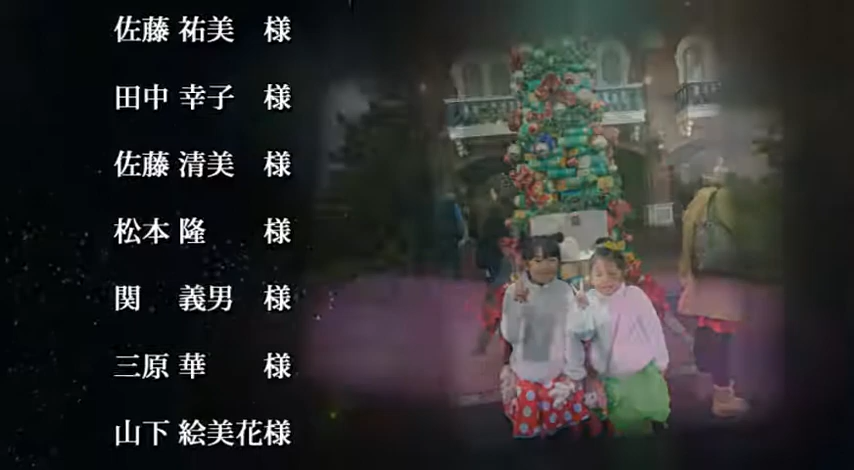 佐藤 祐美　様
田中 幸子　様
佐藤 清美　様
松本 隆　　様
関　 義男　様
三原 華　　様
山下 絵美花様